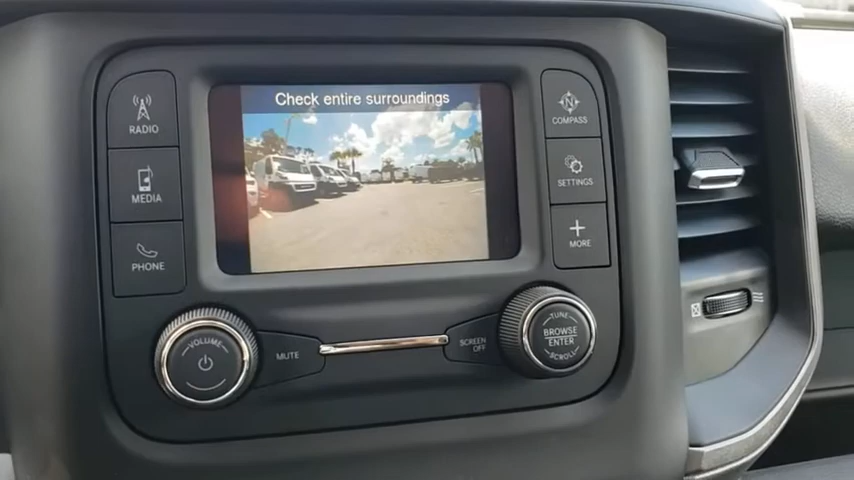 Check entire surroundings
RADIO
MEDIA
PHONE
N
COMPASS
SETTINGS
MORE
VOLUME
MUTE
SCREEN
OFF
TUNE
BROWSE
ENTER
SCROLL